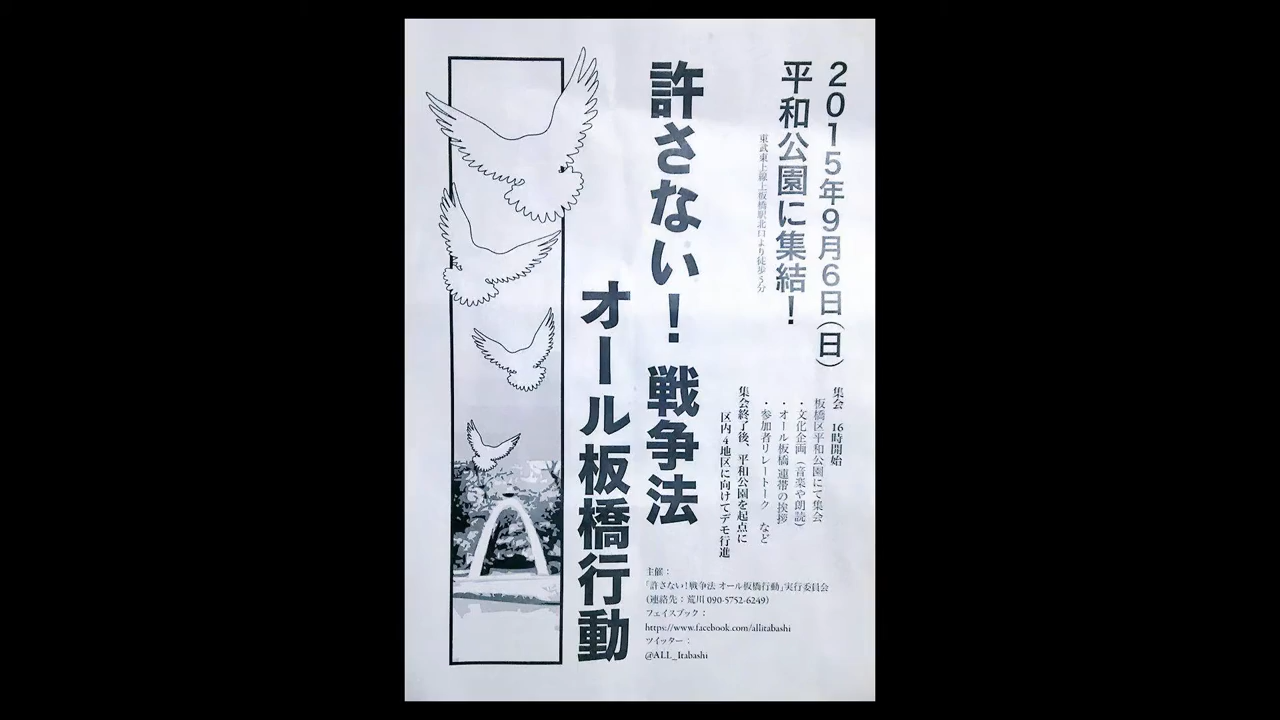 2015年9月6日(日)
平和公園に集結!
東武東上線上板橋駅北口より徒歩5分
集会 16時開始
板橋区平和公園にて集会
・文化企画(音楽や朗読)
・オール板橋連帯の挨拶
・参加者リレートーク など
集会終了後、平和公園を起点に
区内4地区に向けてデモ行進
許さない!戦争法
オール板橋行動
主催:
「許さない!戦争法 オール板橋行動」実行委員会
(連絡先:荒川 090-5752-6249)
フェイスブック:
https://www.facebook.com/allitabashi
ツイッター:
@ALL_Itabashi